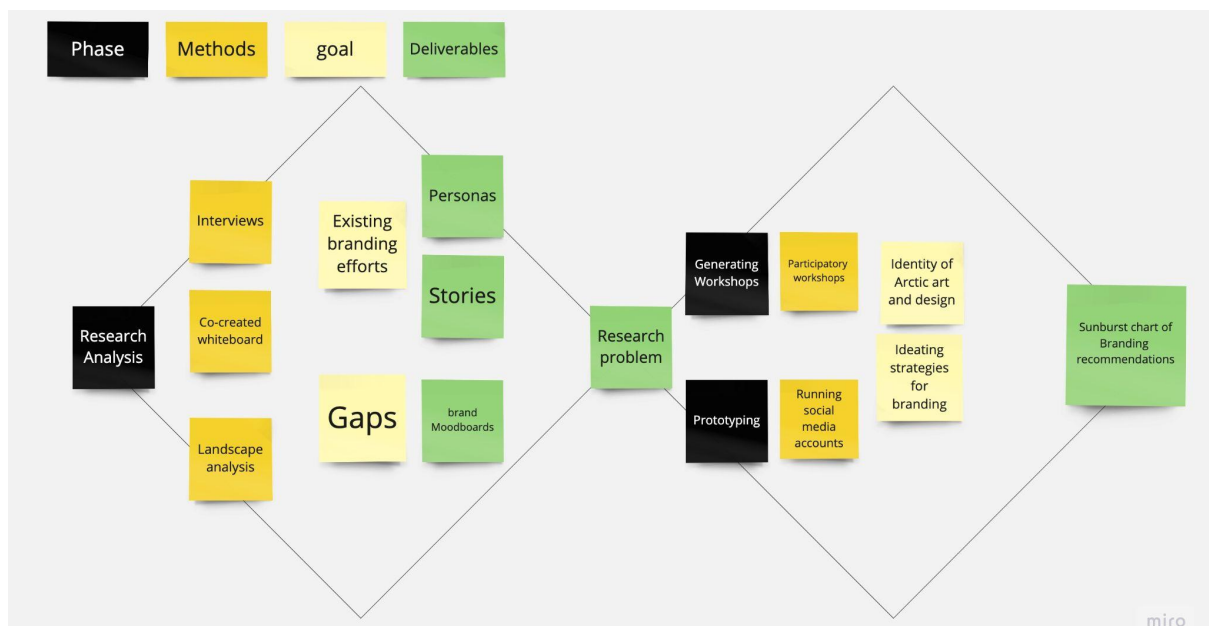 Phase
Methods
goal
Deliverables
Research
Analysis
Interviews
Co-created
whiteboard
Landscape
analysis
Existing
branding
efforts
Gaps
Personas
Stories
brand
Moodboards
Research
problem
Generating
Workshops
Participatory
workshops
Identity of
Arctic art
and design
Prototyping
Running
social
media
accounts
Ideating
strategies
for
branding
Sunburst chart of
Branding
recommendations
miro